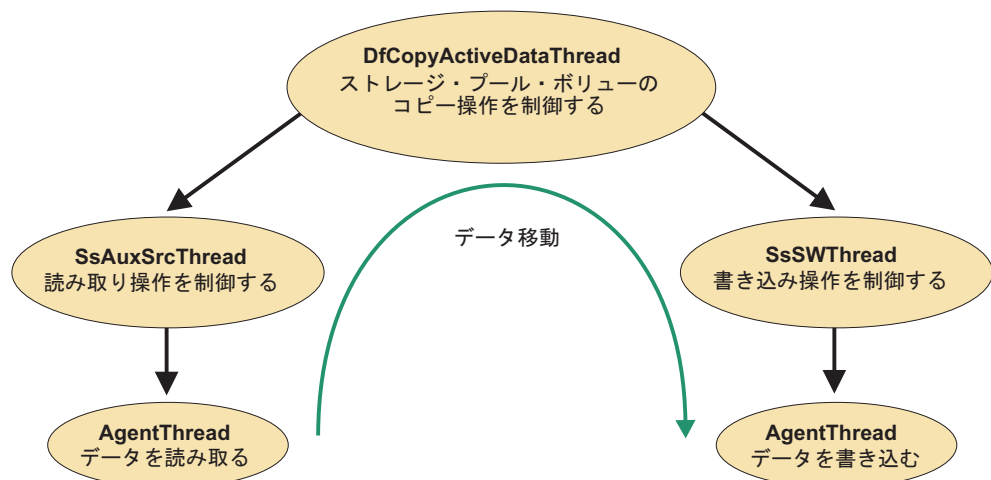 DfCopyActiveDataThread
ストレージ・プール・ボリューの
コピー操作を制御する
データ移動
SsAuxSrcThread
読み取り操作を制御する
SsSWThread
書き込み操作を制御する
AgentThread
データを読み取る
AgentThread
データを書き込む